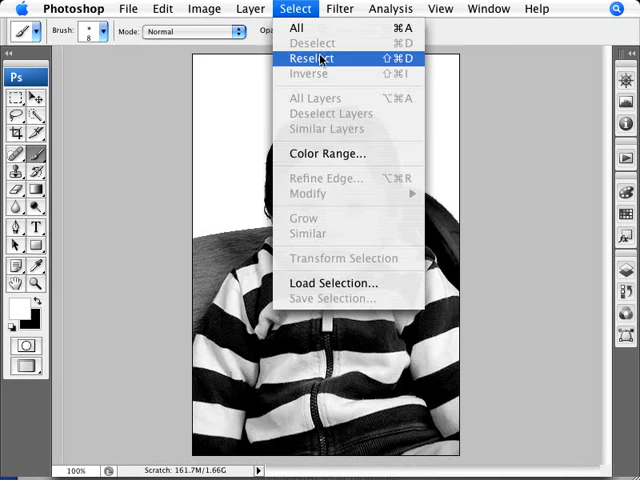 Photoshop File Edit Image Layer Select Filter Analysis View Window
Brush: 8 Mode: Normal
All ⌘A
Deselect ⌘D
Reselect ⇧⌘D
Inverse ⇧⌘I
All Layers ⌥⌘A
Deselect Layers
Similar Layers
Color Range...
Refine Edge... ⌥⌘R
Modify
Grow
Similar
Transform Selection
Load Selection...
Save Selection...
Ps
100% Scratch: 161.7M/1.66G